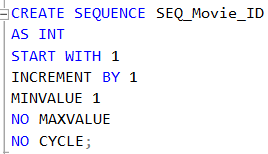 CREATE SEQUENCE SEQ_Movie_ID
AS INT
START WITH 1
INCREMENT BY 1
MINVALUE 1
NO MAXVALUE
NO CYCLE;